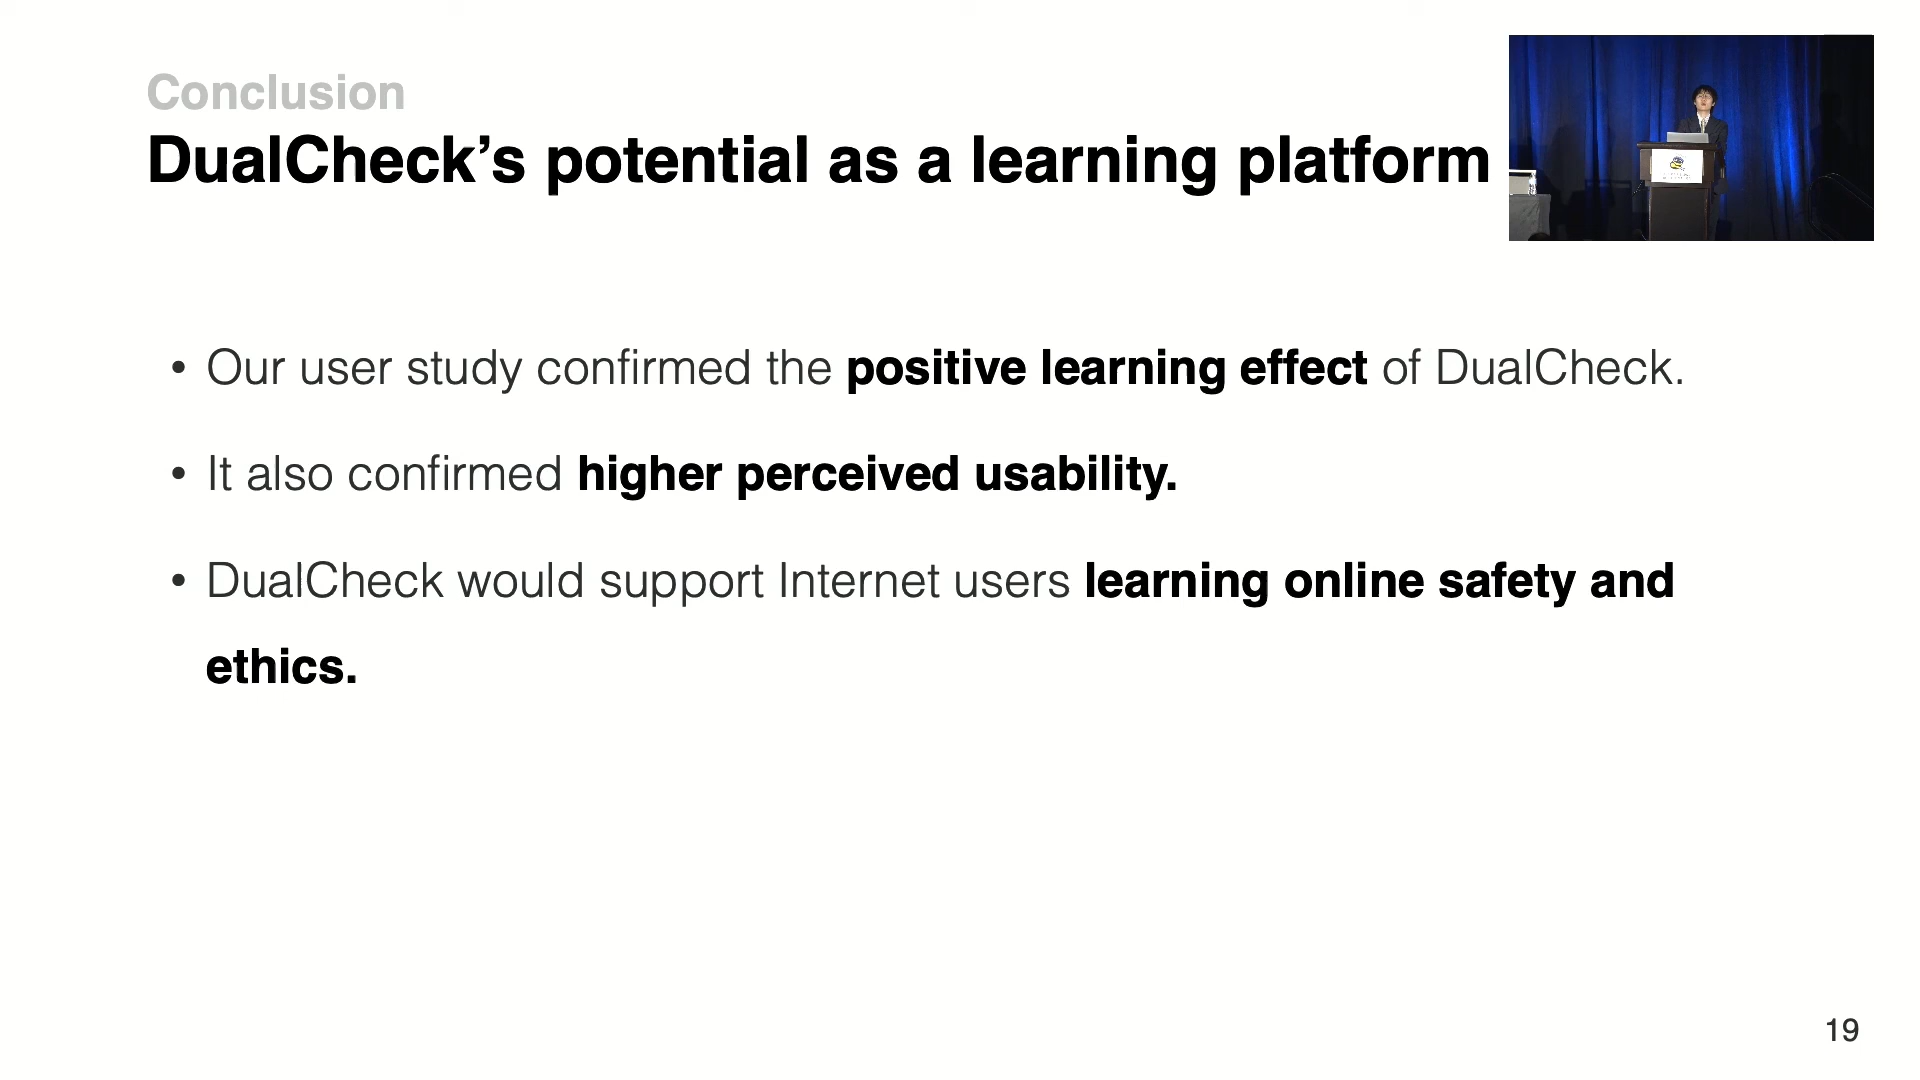 Conclusion
DualCheck’s potential as a learning platform
• Our user study confirmed the positive learning effect of DualCheck.
• It also confirmed higher perceived usability.
• DualCheck would support Internet users learning online safety and
ethics.
19